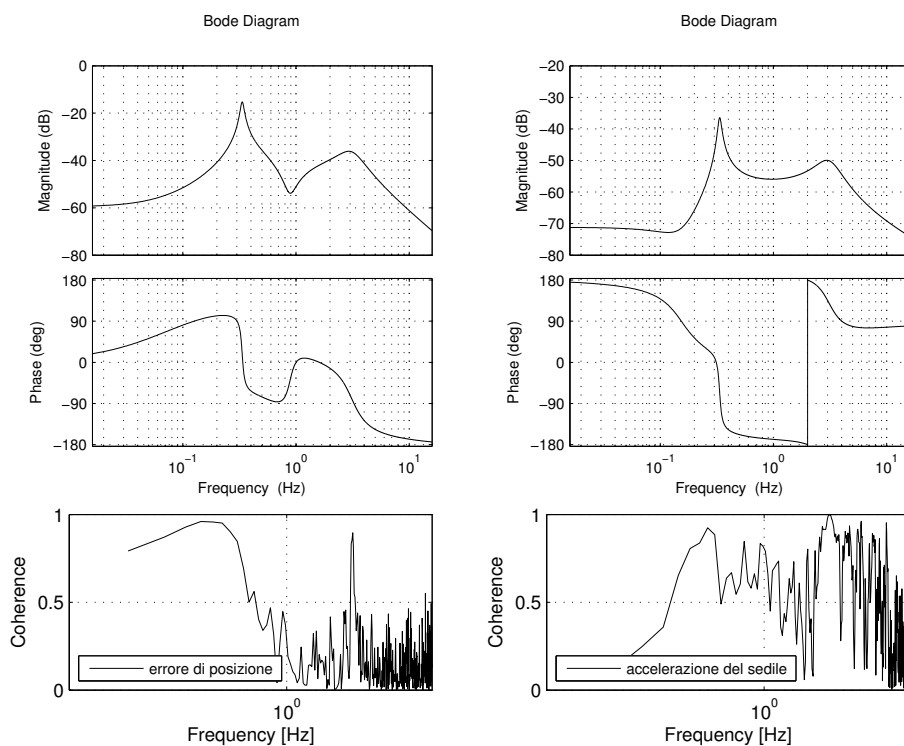 Bode Diagram
0
−20
−40
−60
−80
Magnitude (dB)
180
90
0
−90
−180
Phase (deg)
10^−1
10^0
10^1
Frequency (Hz)
1
0.5
0
Coherence
errore di posizione
10^0
Frequency [Hz]
Bode Diagram
−20
−30
−40
−50
−60
−70
−80
Magnitude (dB)
180
90
0
−90
−180
Phase (deg)
10^−1
10^0
10^1
Frequency (Hz)
1
0.5
0
Coherence
accelerazione del sedile
10^0
Frequency [Hz]